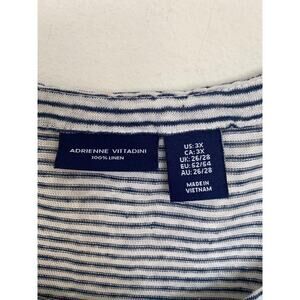 ADRIENNE VITTADINI
100% LINEN
US: 3X
CA: 3X
UK: 26/28
EU: 52/54
AU: 26/28
MADE IN
VIETNAM